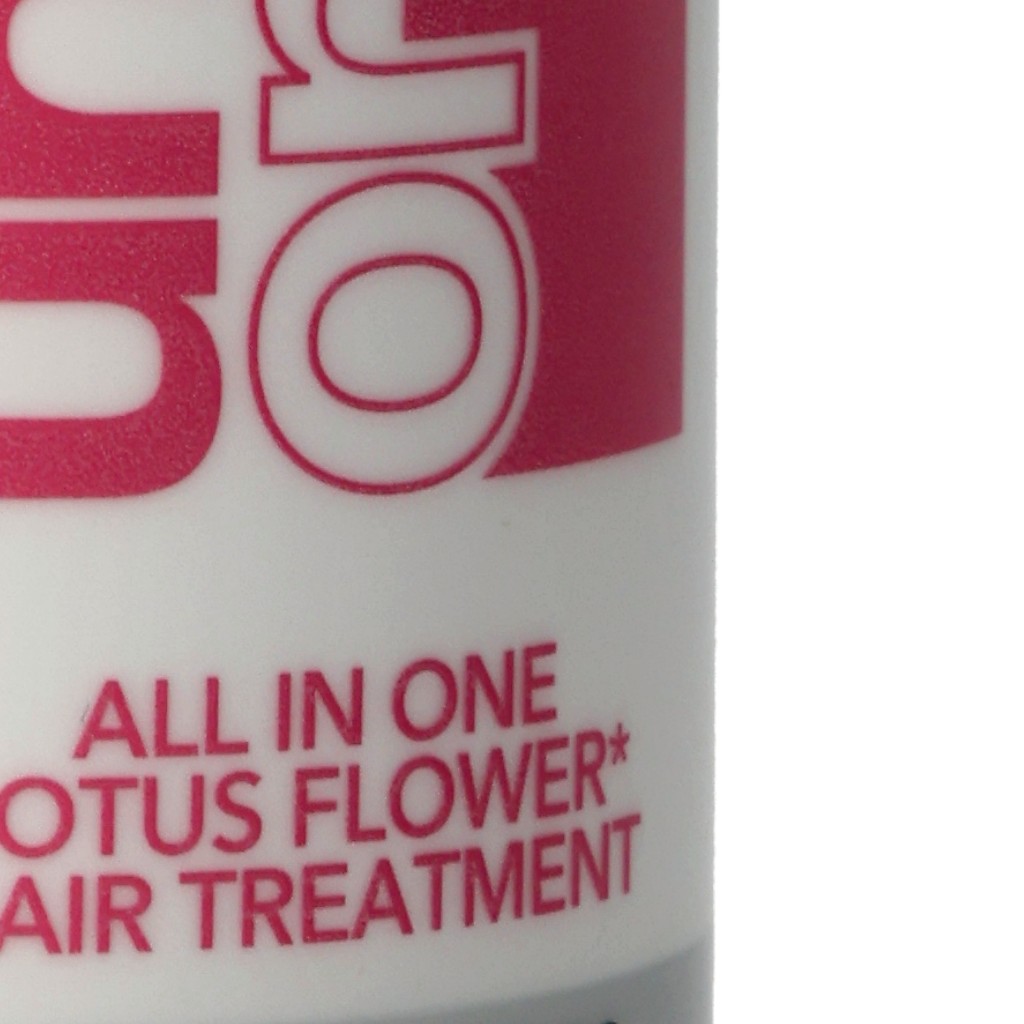 ALL IN ONE
OTUS FLOWER*
AIR TREATMENT